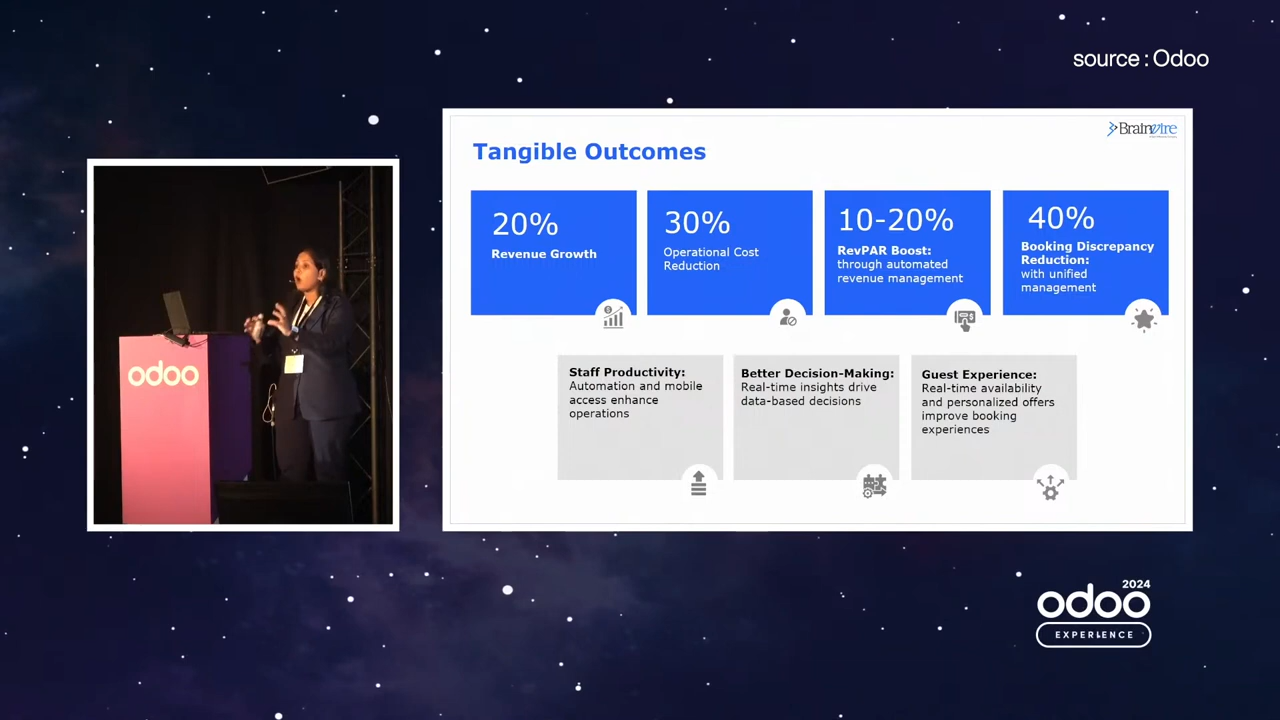 source : Odoo
Brainvire
Tangible Outcomes
20%
Revenue Growth
30%
Operational Cost
Reduction
10-20%
RevPAR Boost:
through automated
revenue management
40%
Booking Discrepancy
Reduction:
with unified
management
Staff Productivity:
Automation and mobile
access enhance
operations
Better Decision-Making:
Real-time insights drive
data-based decisions
Guest Experience:
Real-time availability
and personalized offers
improve booking
experiences
odoo
2024
odoo
EXPERIENCE